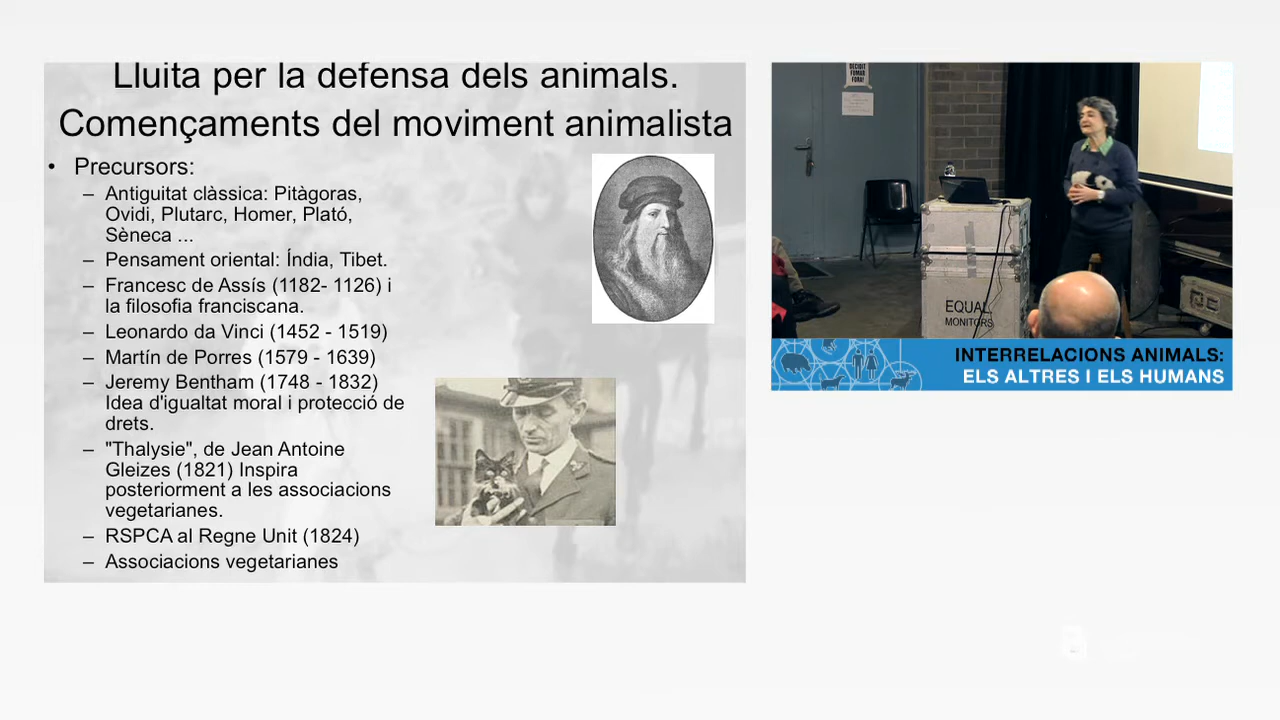 Lluita per la defensa dels animals.
Començaments del moviment animalista
• Precursors:
– Antiguitat clàssica: Pitàgoras,
Ovidi, Plutarc, Homer, Plató,
Sèneca ...
– Pensament oriental: Índia, Tibet.
– Francesc de Assís (1182- 1126) i
la filosofia franciscana.
– Leonardo da Vinci (1452 - 1519)
– Martín de Porres (1579 - 1639)
– Jeremy Bentham (1748 - 1832)
Idea d'igualtat moral i protecció de
drets.
– "Thalysie", de Jean Antoine
Gleizes (1821) Inspira
posteriorment a les associacions
vegetarianes.
– RSPCA al Regne Unit (1824)
– Associacions vegetarianes
DECIDIT
FUMAR
FORA!
EQUAL
MONITORS
INTERRELACIONS ANIMALS:
ELS ALTRES I ELS HUMANS